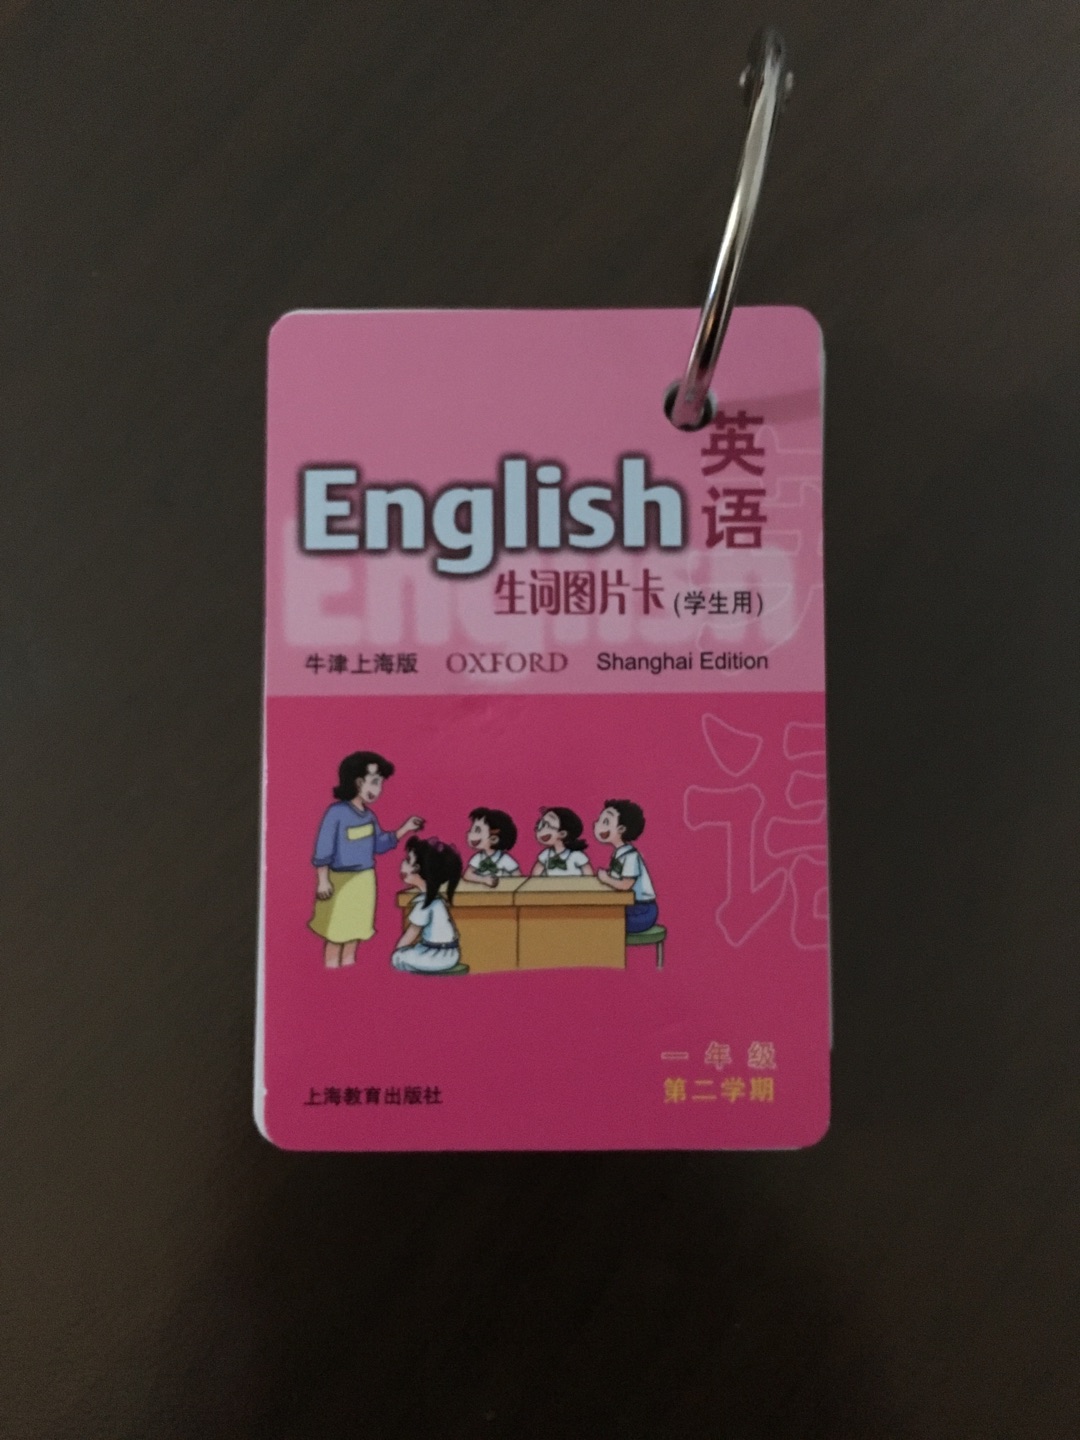 英语
English
生词图片卡(学生用)
牛津上海版 OXFORD Shanghai Edition
语
一年级
第二学期
上海教育出版社